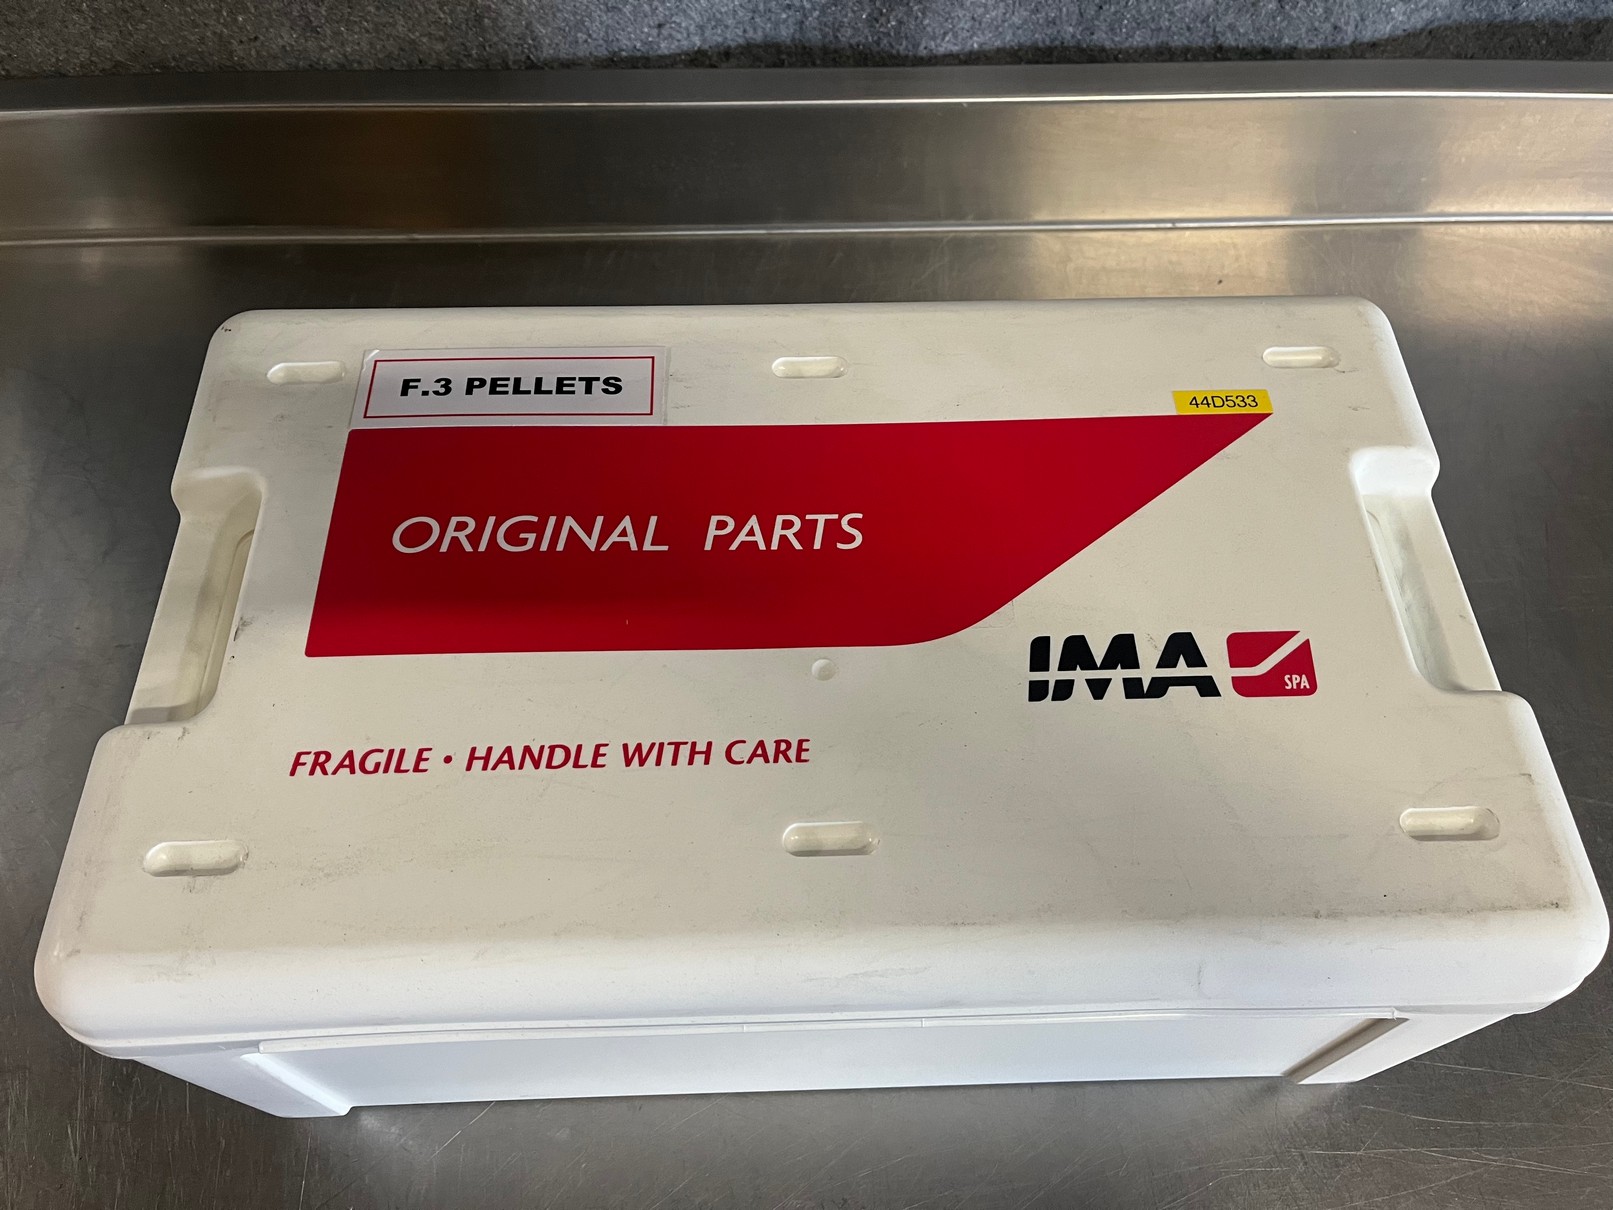 F.3 PELLETS
44D533
ORIGINAL PARTS
IMA SPA
FRAGILE • HANDLE WITH CARE